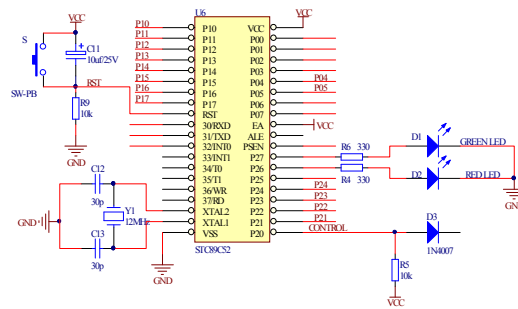 VCC
S
C11
10uf/25V
SW-PB
RST
R9
10k
GND
C12
30p
Y1
12MHz
GND
C13
30p
U6
P10
P11
P12
P13
P14
P15
P16
P17
P10
P11
P12
P13
P14
P15
P16
P17
RST
30/RXD
31/TXD
32/INT0
33/INT1
34/T0
35/T1
36/WR
37/RD
XTAL2
XTAL1
VSS
VCC
P00
P01
P02
P03
P04
P05
P06
P07
EA
ALE
PSEN
P27
P26
P25
P24
P23
P22
P21
P20
STC89C52
GND
VCC
P04
P05
VCC
R6 330
R4 330
D1
GREEN LED
D2
RED LED
GND
P24
P23
P22
P21
CONTROL
D3
1N4007
R5
10k
VCC